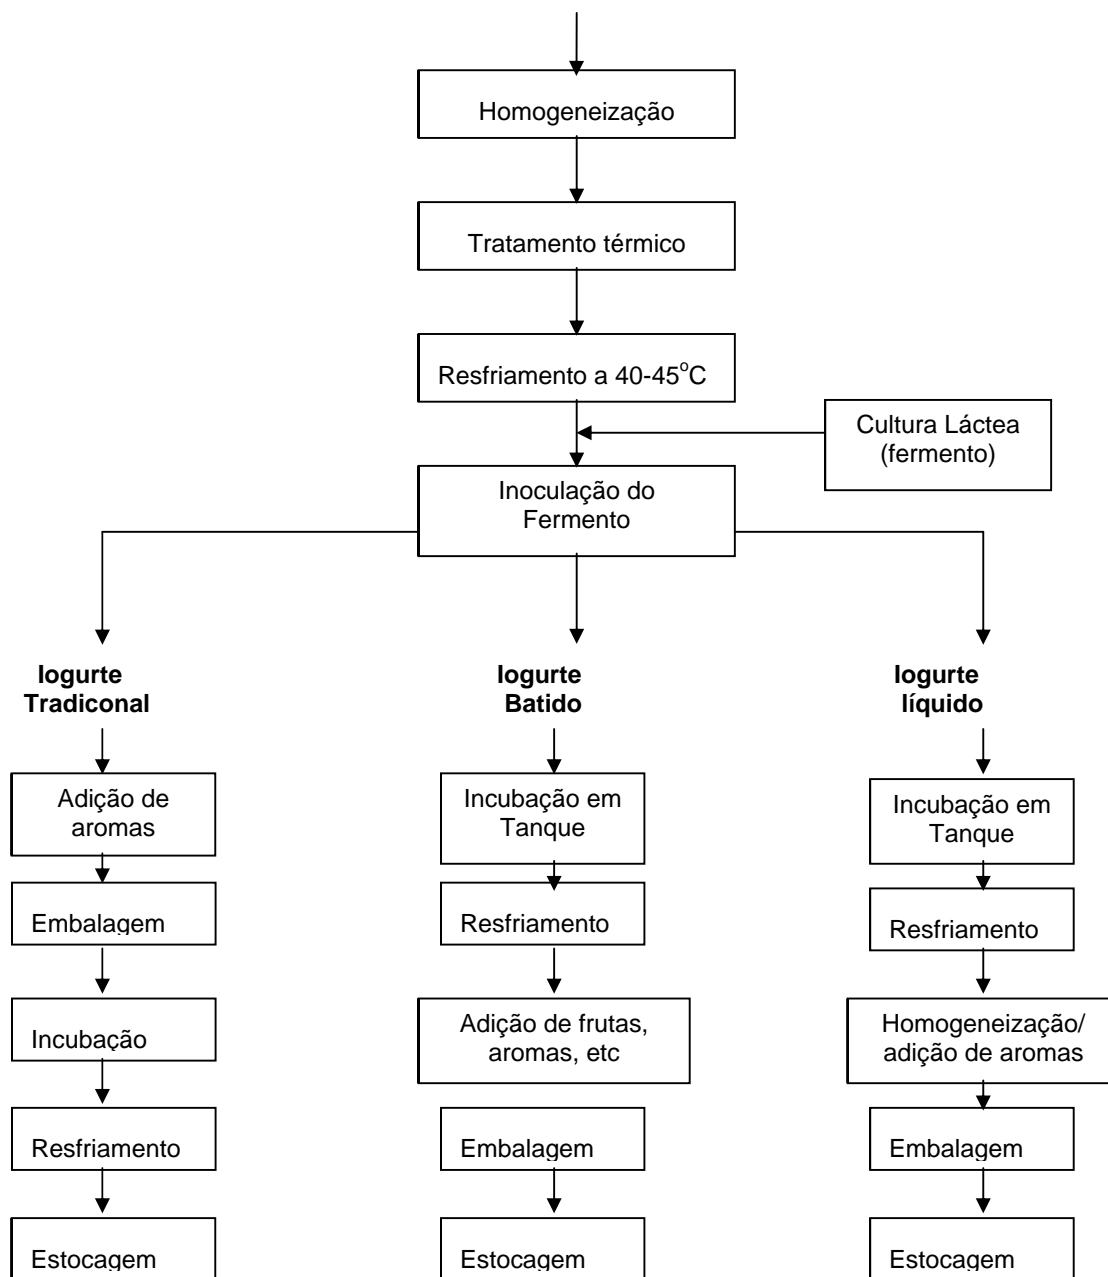 Homogeneização
Tratamento térmico
Resfriamento a 40-45°C
Cultura Láctea
(fermento)
Inoculação do
Fermento
Iogurte
Tradiconal
Adição de
aromas
Embalagem
Incubação
Resfriamento
Estocagem
Iogurte
Batido
Incubação em
Tanque
Resfriamento
Adição de frutas,
aromas, etc
Embalagem
Estocagem
Iogurte
líquido
Incubação em
Tanque
Resfriamento
Homogeneização/
adição de aromas
Embalagem
Estocagem